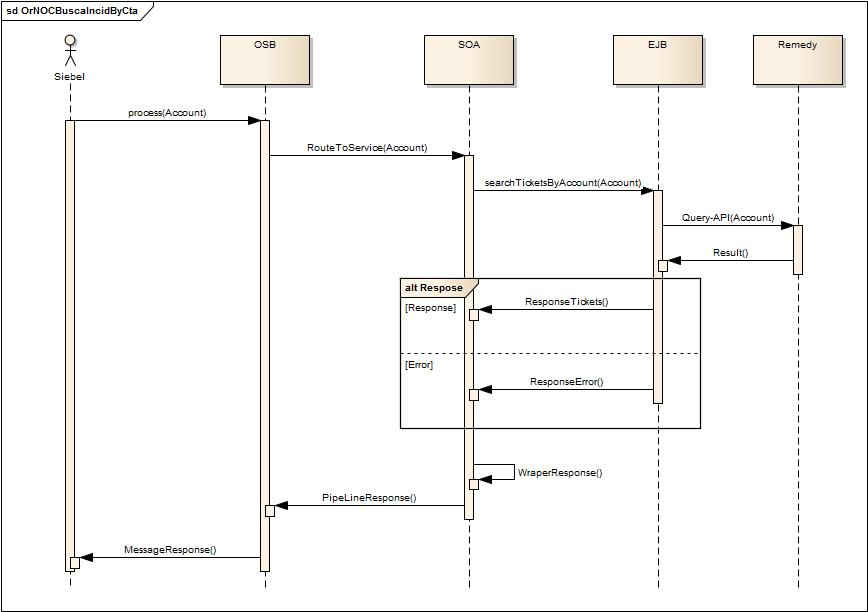 sd OrNOCBuscaIncidByCta
Siebel
OSB
SOA
EJB
Remedy
process(Account)
RouteToService(Account)
searchTicketsByAccount(Account)
Query-API(Account)
Result()
alt Respose
[Response]
ResponseTickets()
[Error]
ResponseError()
WraperResponse()
PipeLineResponse()
MessageResponse()